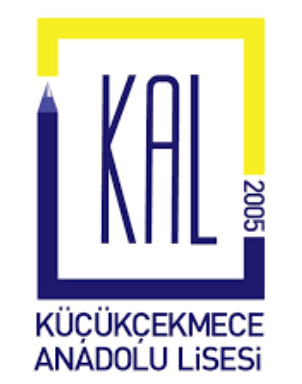 KAL
2005
KÜÇÜKÇEKMECE
ANADOLU LiSESi